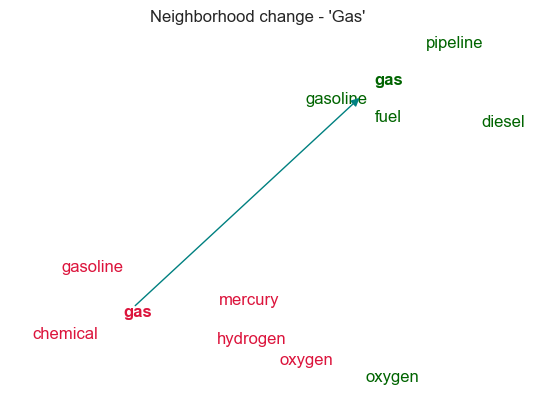 Neighborhood change - 'Gas'
pipeline
gas
gasoline
fuel
diesel
gasoline
mercury
gas
chemical
hydrogen
oxygen
oxygen